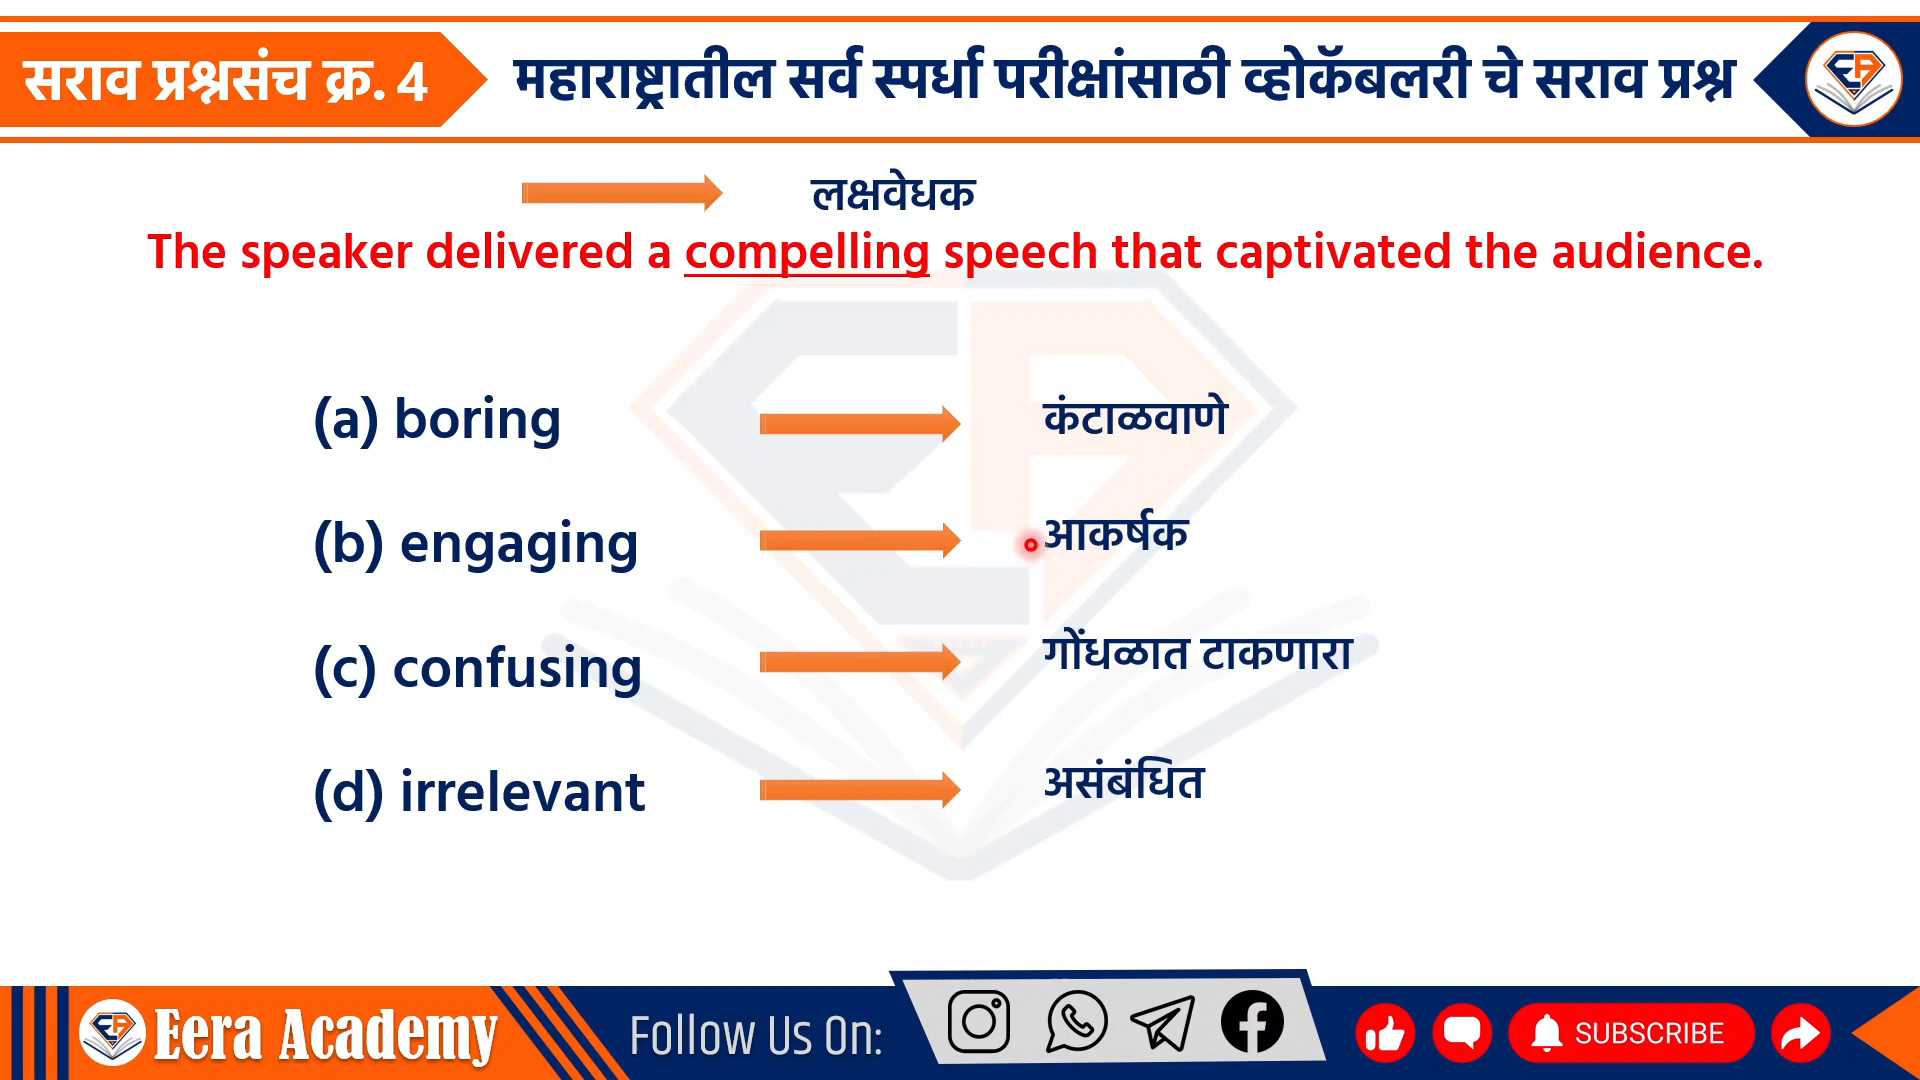 सराव प्रश्नसंच क्र. 4
महाराष्ट्रातील सर्व स्पर्धा परीक्षांसाठी व्होकॅबलरी चे सराव प्रश्न
लक्षवेधक
The speaker delivered a compelling speech that captivated the audience.
(a) boring
कंटाळवाणे
(b) engaging
आकर्षक
(c) confusing
गोंधळात टाकणारा
(d) irrelevant
असंबंधित
Eera Academy
Follow Us On:
SUBSCRIBE